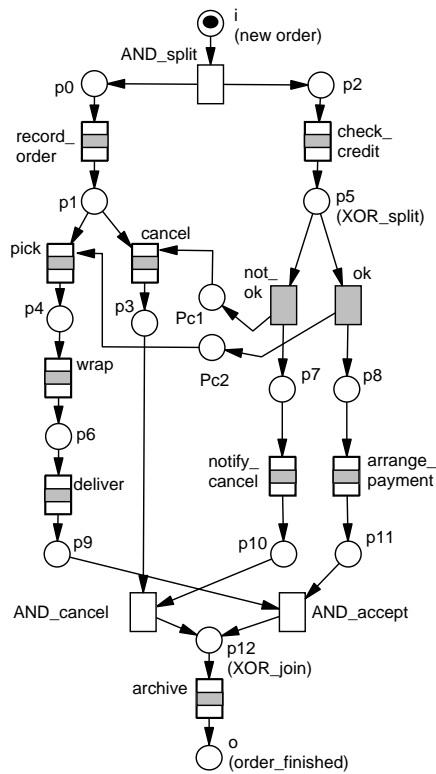 i
(new order)
AND_split
p0
p2
record_
order
check_
credit
p1
p5
(XOR_split)
pick
cancel
not_
ok
ok
p4
p3
Pc1
Pc2
wrap
p7
p8
p6
deliver
notify_
cancel
arrange_
payment
p9
p10
p11
AND_cancel
AND_accept
p12
(XOR_join)
archive
o
(order_finished)